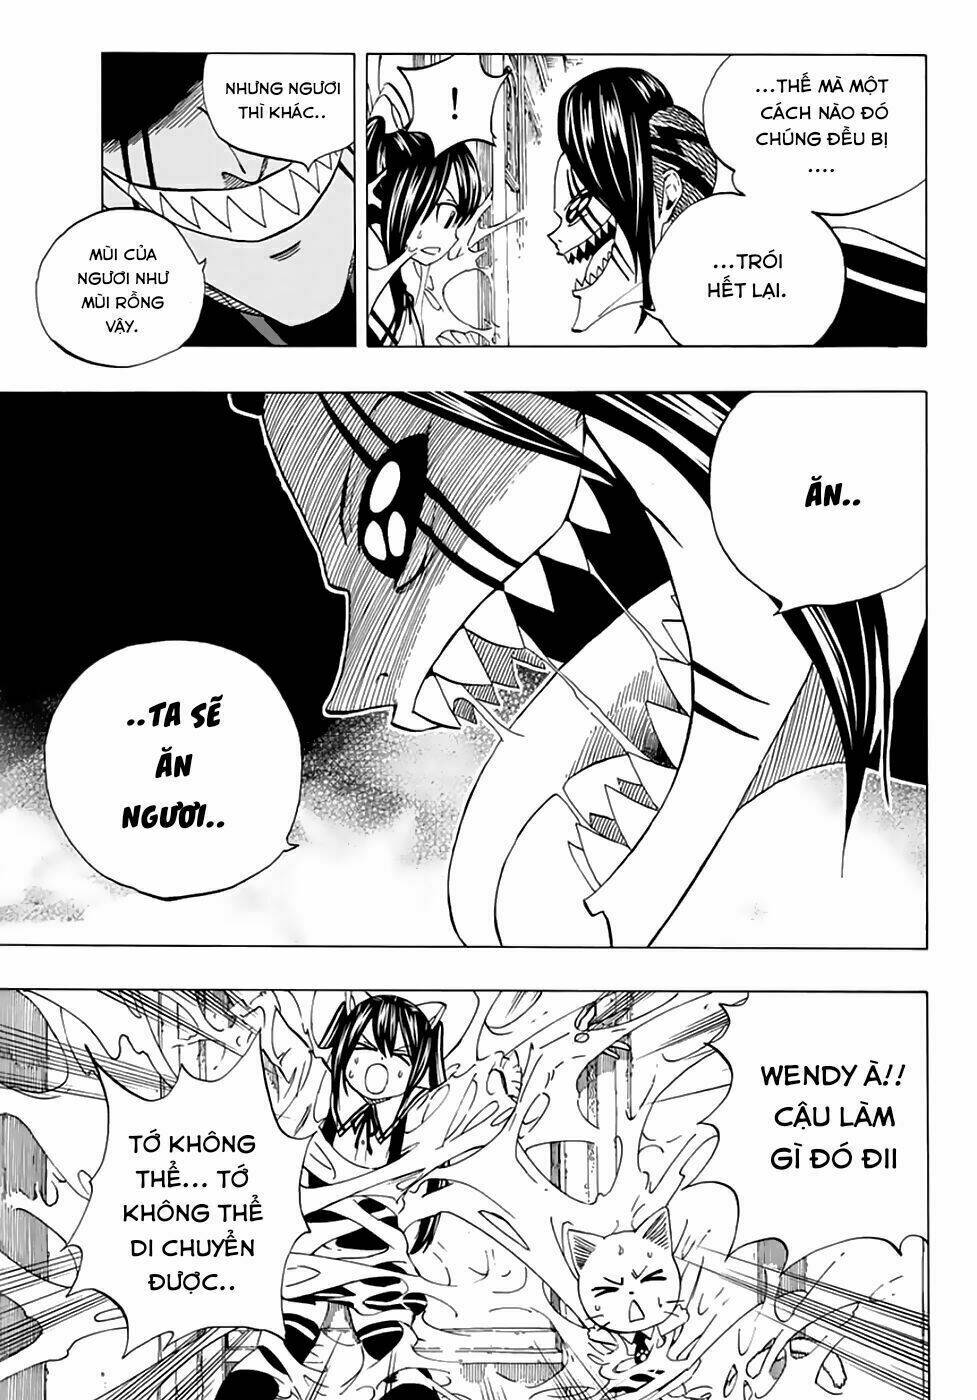 ...THẾ MÀ MỘT
CÁCH NÀO ĐÓ
CHÚNG ĐỀU BỊ
....
...TRÓI
HẾT LẠI.
!
NHƯNG NGƯƠI
THÌ KHÁC..
MÙI CỦA
NGƯƠI NHƯ
MÙI RỒNG
VẬY.
ĂN..
..TA SẼ
ĂN
NGƯƠI..
WENDY À!!
CẬU LÀM
GÌ ĐÓ ĐII
TỚ KHÔNG
THỂ... TỚ
KHÔNG THỂ
DI CHUYỂN
ĐƯỢC..